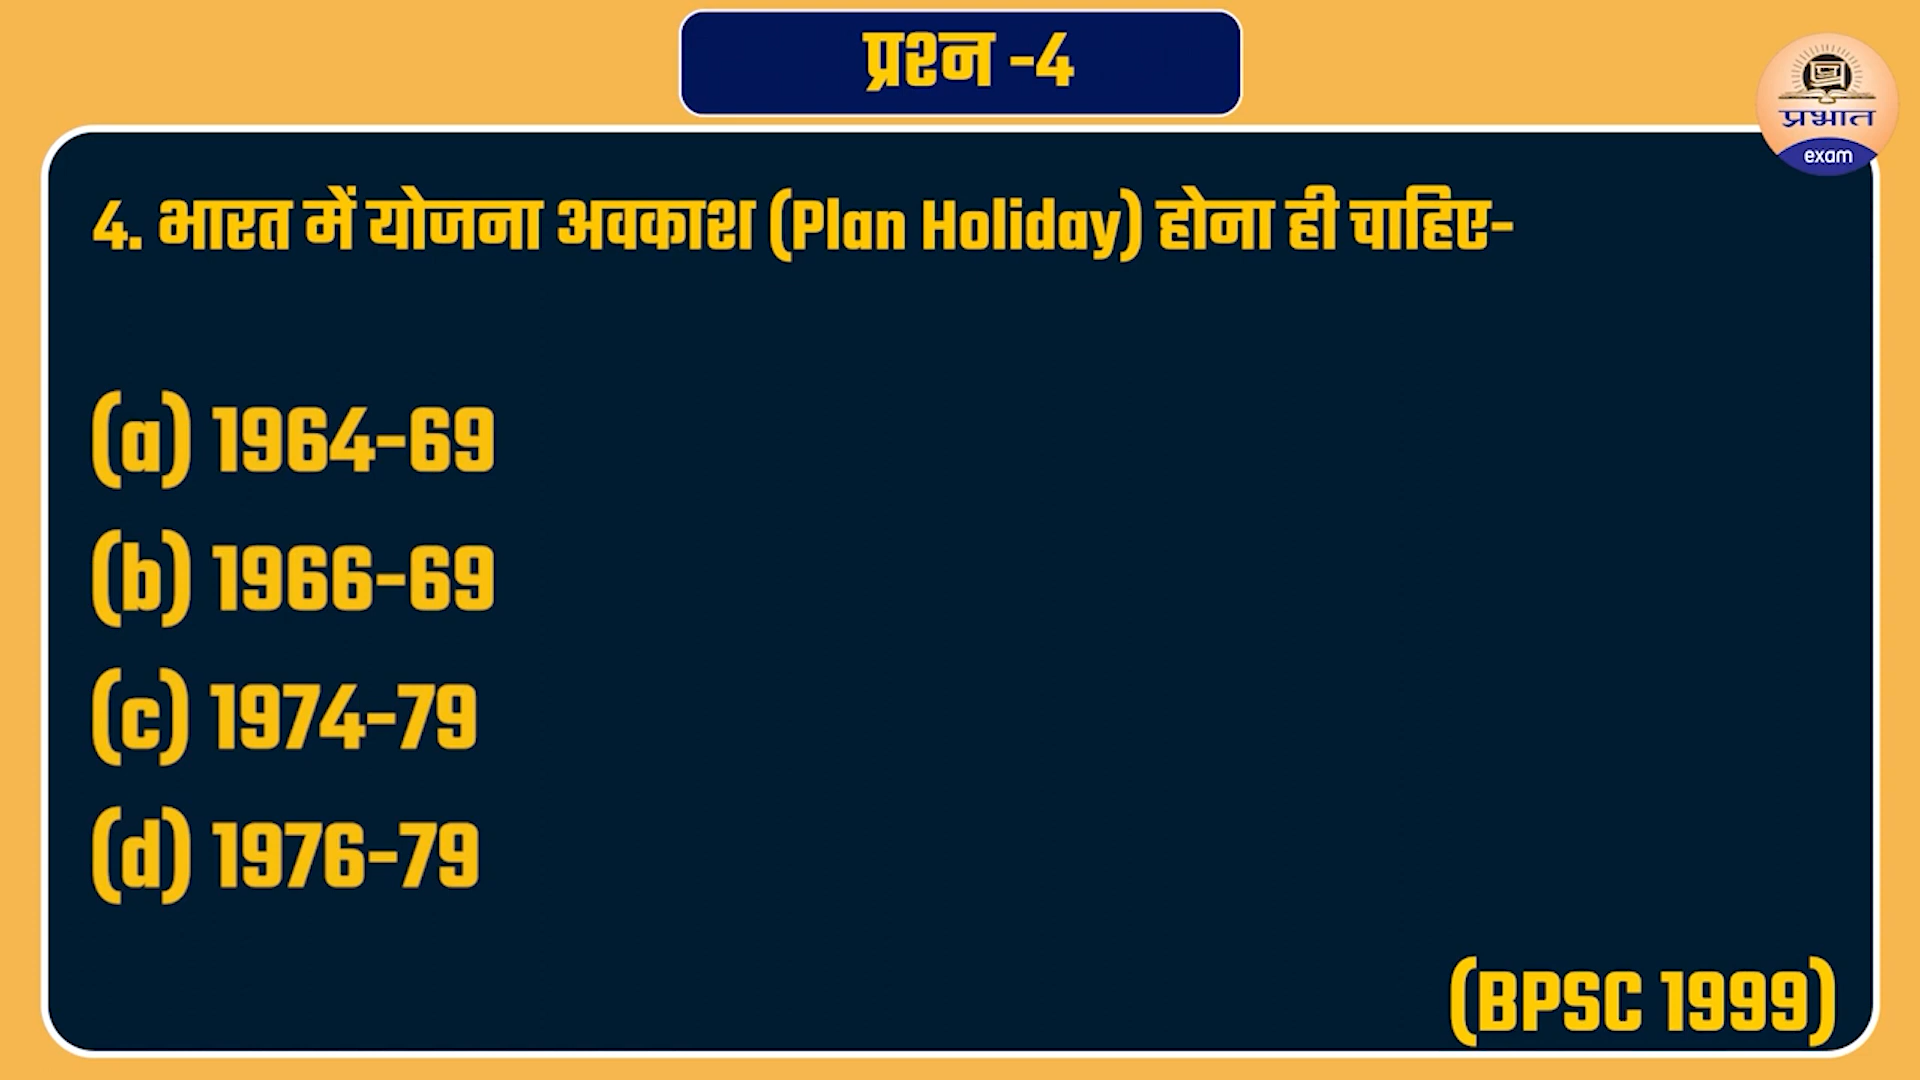 प्रश्न -4
प्रभात
exam
4. भारत में योजना अवकाश (Plan Holiday) होना ही चाहिए-
(a) 1964-69
(b) 1966-69
(c) 1974-79
(d) 1976-79
(BPSC 1999)